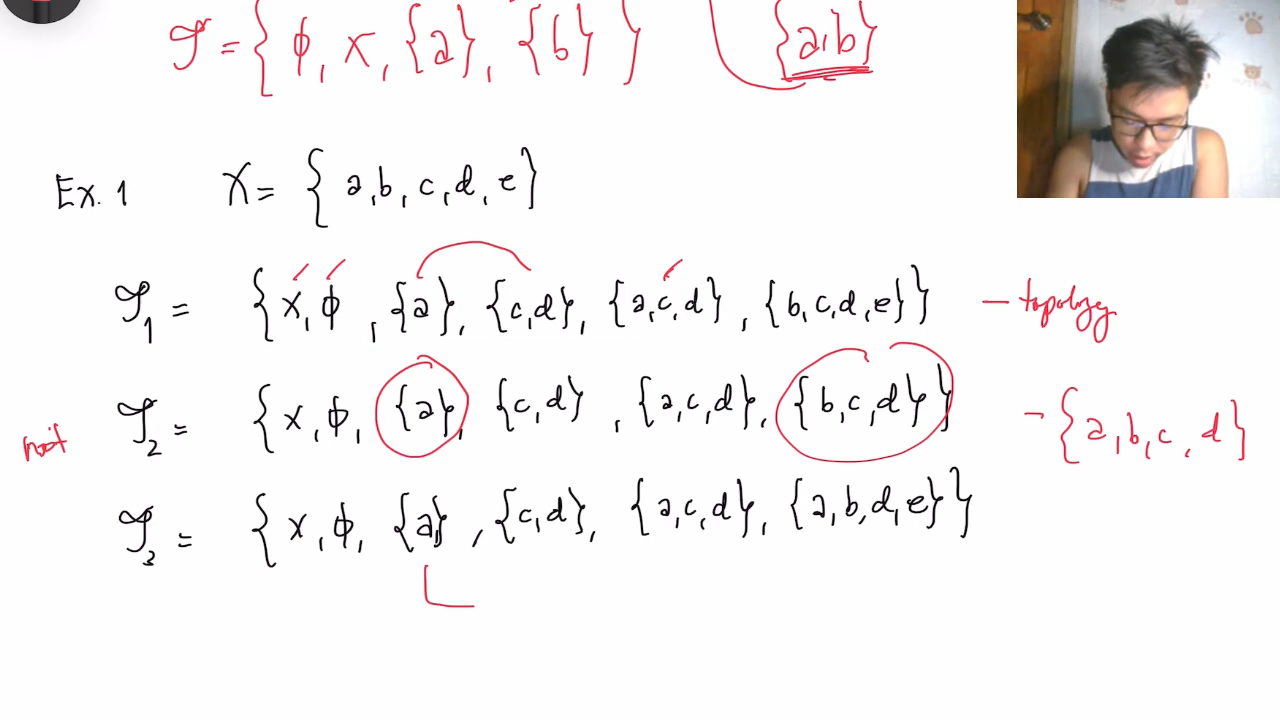 𝒯 = { ϕ, X, {a}, {b} } {a,b}
Ex. 1 X = { a, b, c, d, e }
𝒯₁ = { X, ϕ, {a}, {c,d}, {a,c,d}, {b,c,d,e} } – topology
not 𝒯₂ = { X, ϕ, {a}, {c,d}, {a,c,d}, {b,c,d} } – {a,b,c,d}
𝒯₃ = { X, ϕ, {a}, {c,d}, {a,c,d}, {a,b,d,e} }